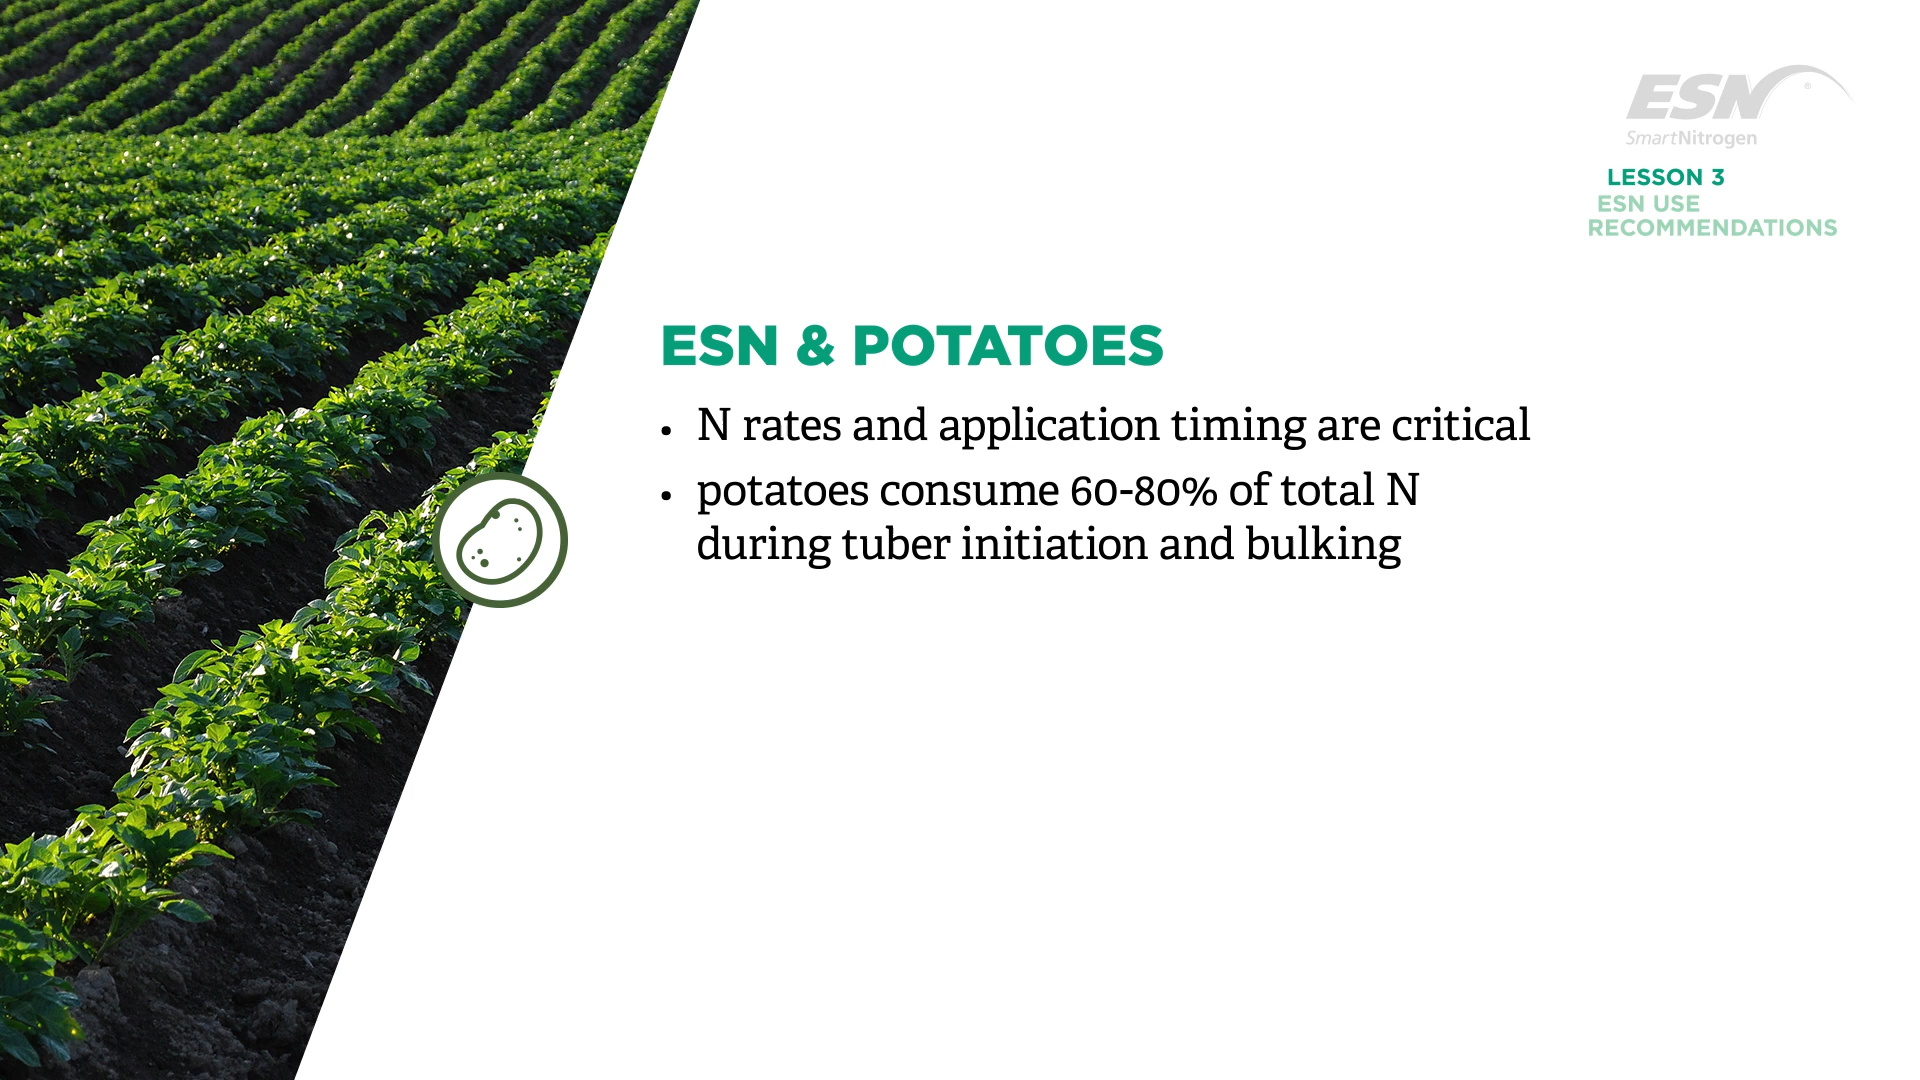 ESN®
SmartNitrogen
LESSON 3
ESN USE
RECOMMENDATIONS
ESN & POTATOES
• N rates and application timing are critical
• potatoes consume 60-80% of total N
during tuber initiation and bulking